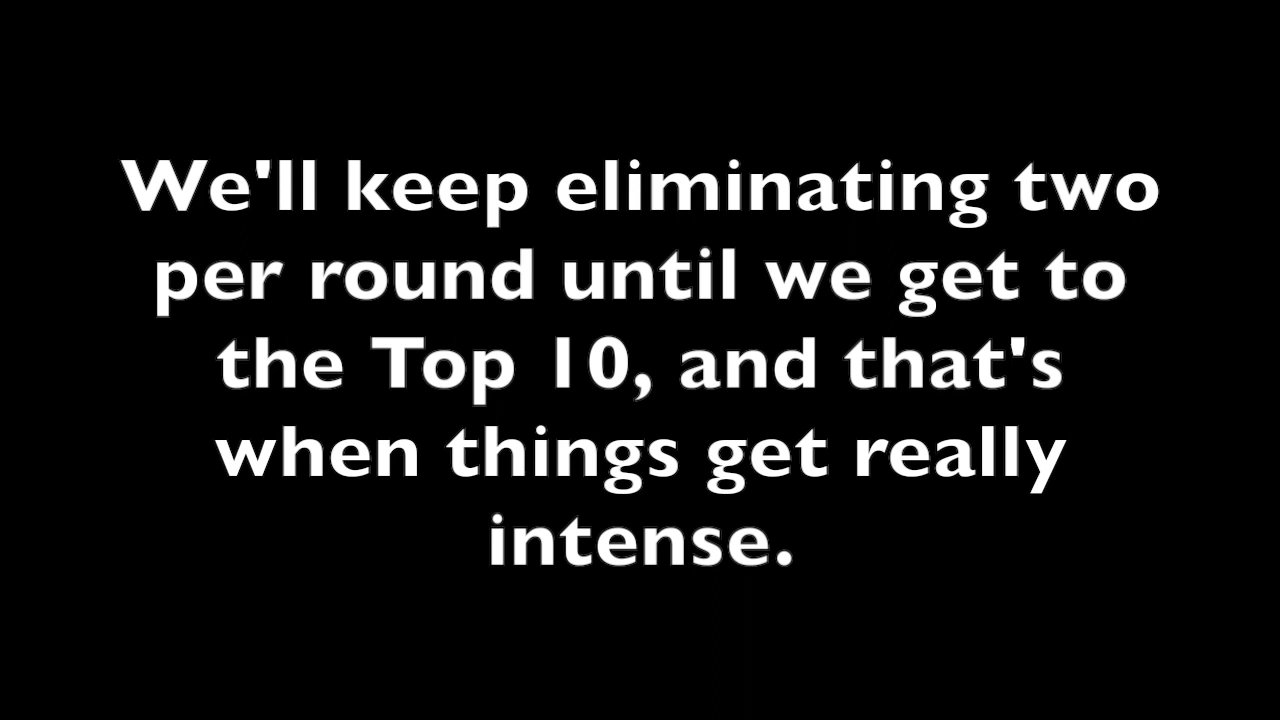 We'll keep eliminating two
per round until we get to
the Top 10, and that's
when things get really
intense.